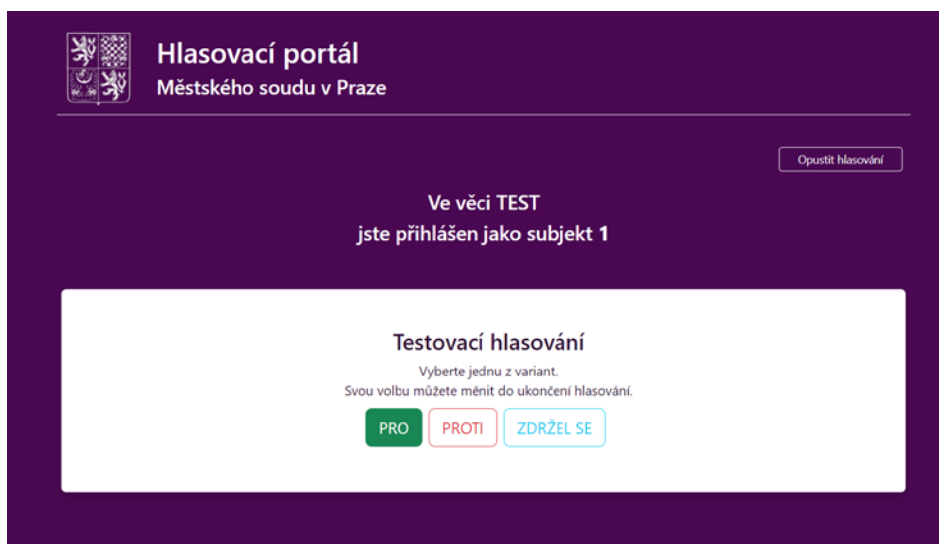 Hlasovací portál
Městského soudu v Praze
Opustit hlasování
Ve věci TEST
jste přihlášen jako subjekt 1
Testovací hlasování
Vyberte jednu z variant.
Svou volbu můžete měnit do ukončení hlasování.
PRO PROTI ZDRŽEL SE